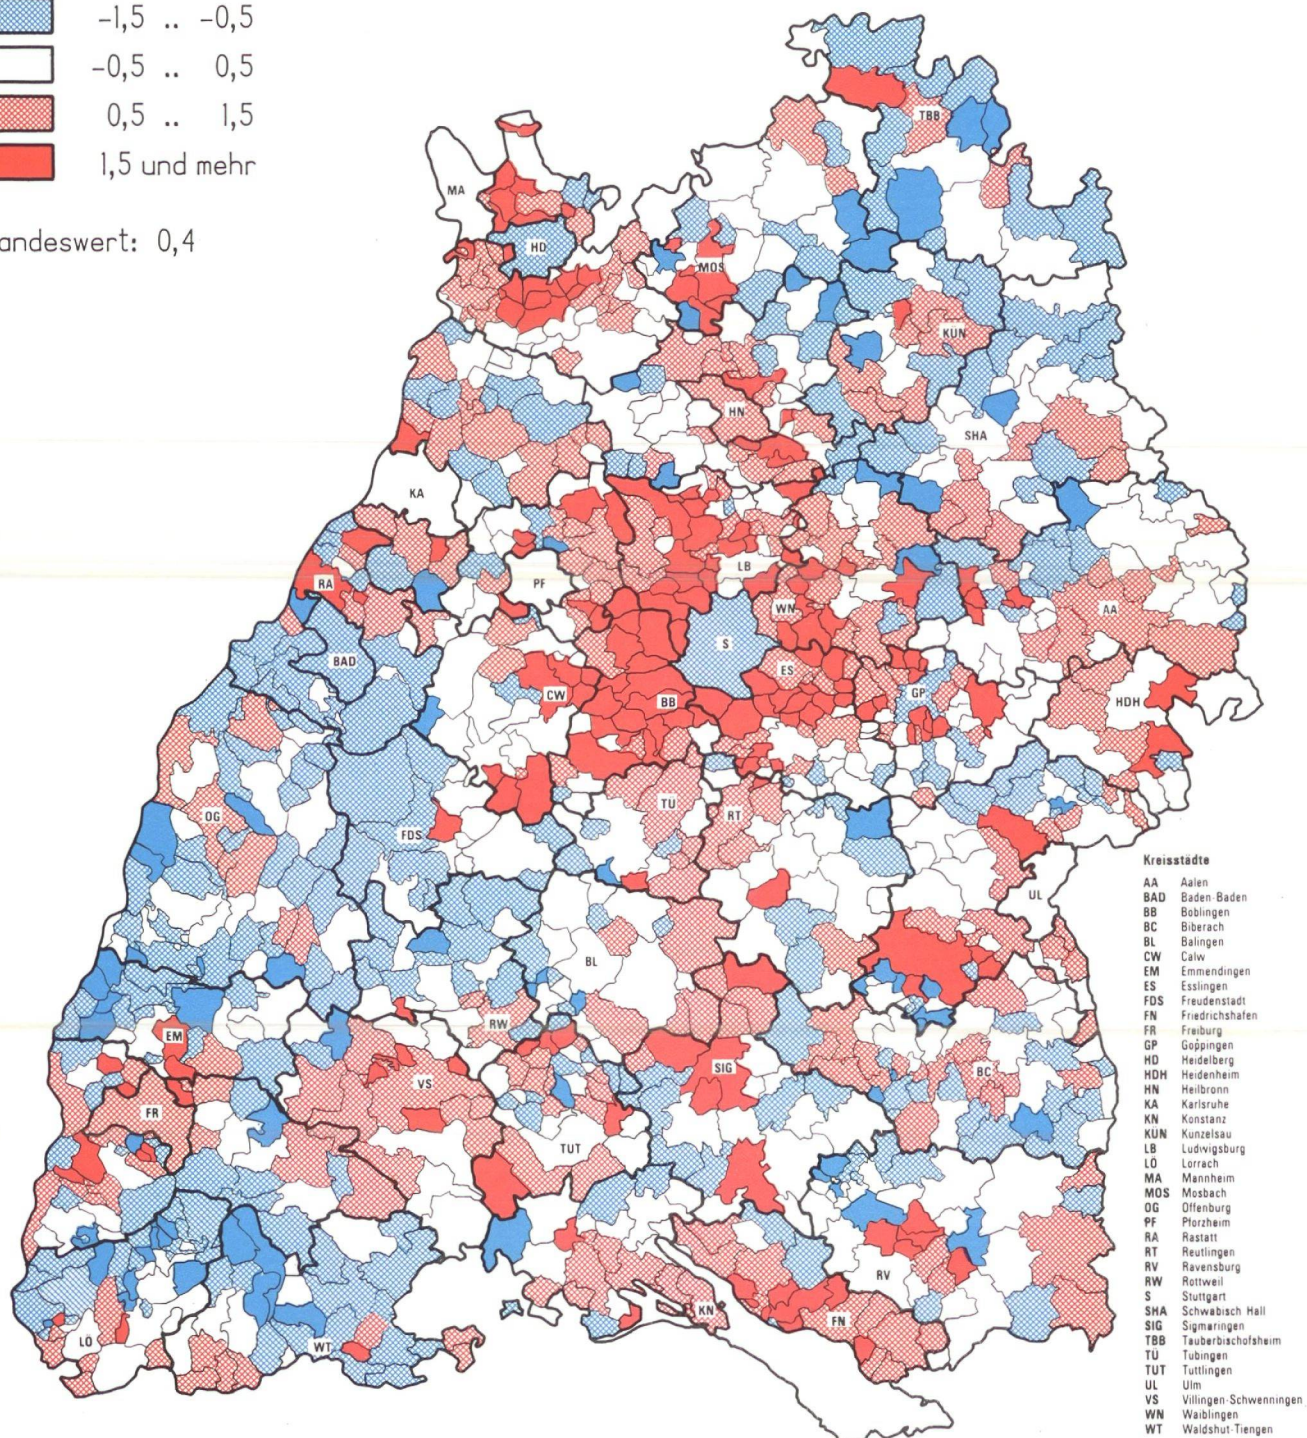 -1,5 .. -0,5
-0,5 .. 0,5
0,5 .. 1,5
1,5 und mehr
andeswert: 0,4
TBB
MA
HD
MOS
KÜN
HN
SHA
KA
PF
LB
RA
WN
AA
S
BAD
ES
CW
BB
GP
HDH
OG
TÜ
RT
FDS
UL
BL
RW
EM
SIG
BC
VS
FR
TUT
RV
KN
FN
LÖ
WT
Kreisstädte
AA Aalen
BAD Baden-Baden
BB Boblingen
BC Biberach
BL Balingen
CW Calw
EM Emmendingen
ES Esslingen
FDS Freudenstadt
FN Friedrichshafen
FR Freiburg
GP Goppingen
HD Heidelberg
HDH Heidenheim
HN Heilbronn
KA Karlsruhe
KN Konstanz
KÜN Kunzelsau
LB Ludwigsburg
LÖ Lorrach
MA Mannheim
MOS Mosbach
OG Offenburg
PF Pforzheim
RA Rastatt
RT Reutlingen
RV Ravensburg
RW Rottweil
S Stuttgart
SHA Schwabisch Hall
SIG Sigmaringen
TBB Tauberbischofsheim
TÜ Tubingen
TUT Tuttlingen
UL Ulm
VS Villingen-Schwenningen
WN Waiblingen
WT Waldshut-Tiengen